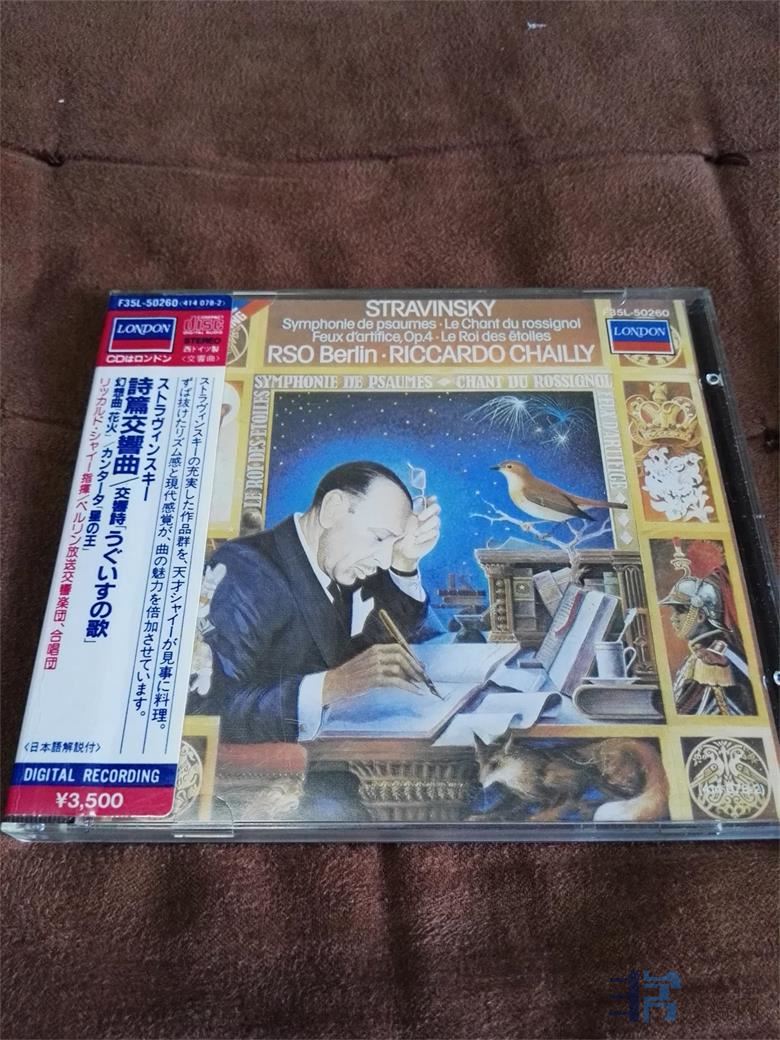 F35L-50260〈414 078-2〉
LONDON
COMPACT
disc
DIGITAL AUDIO
STEREO
CDはロンドン
西ドイツ製
〈交響曲〉
ストラヴィンスキーの充実した作品群を、天才シャイーが見事に料理。
ずば抜けたリズム感と現代感覚が、曲の魅力を倍加させています。
ストラヴィンスキー
詩篇交響曲/交響詩「うぐいすの歌」
幻想曲「花火」/カンタータ「星の王」
リッカルド・シャイー指揮/ベルリン放送交響楽団、合唱団
〈日本語解説付〉
DIGITAL RECORDING
¥3,500
STRAVINSKY
Symphonie de psaumes · Le Chant du rossignol
Feux d'artifice, Op.4 · Le Roi des étoiles
RSO Berlin · RICCARDO CHAILLY
F35L-50260
LONDON
SYMPHONIE DE PSAUMES CHANT DU ROSSIGNOL
LE ROI DES ETOILES
(414 078-2)